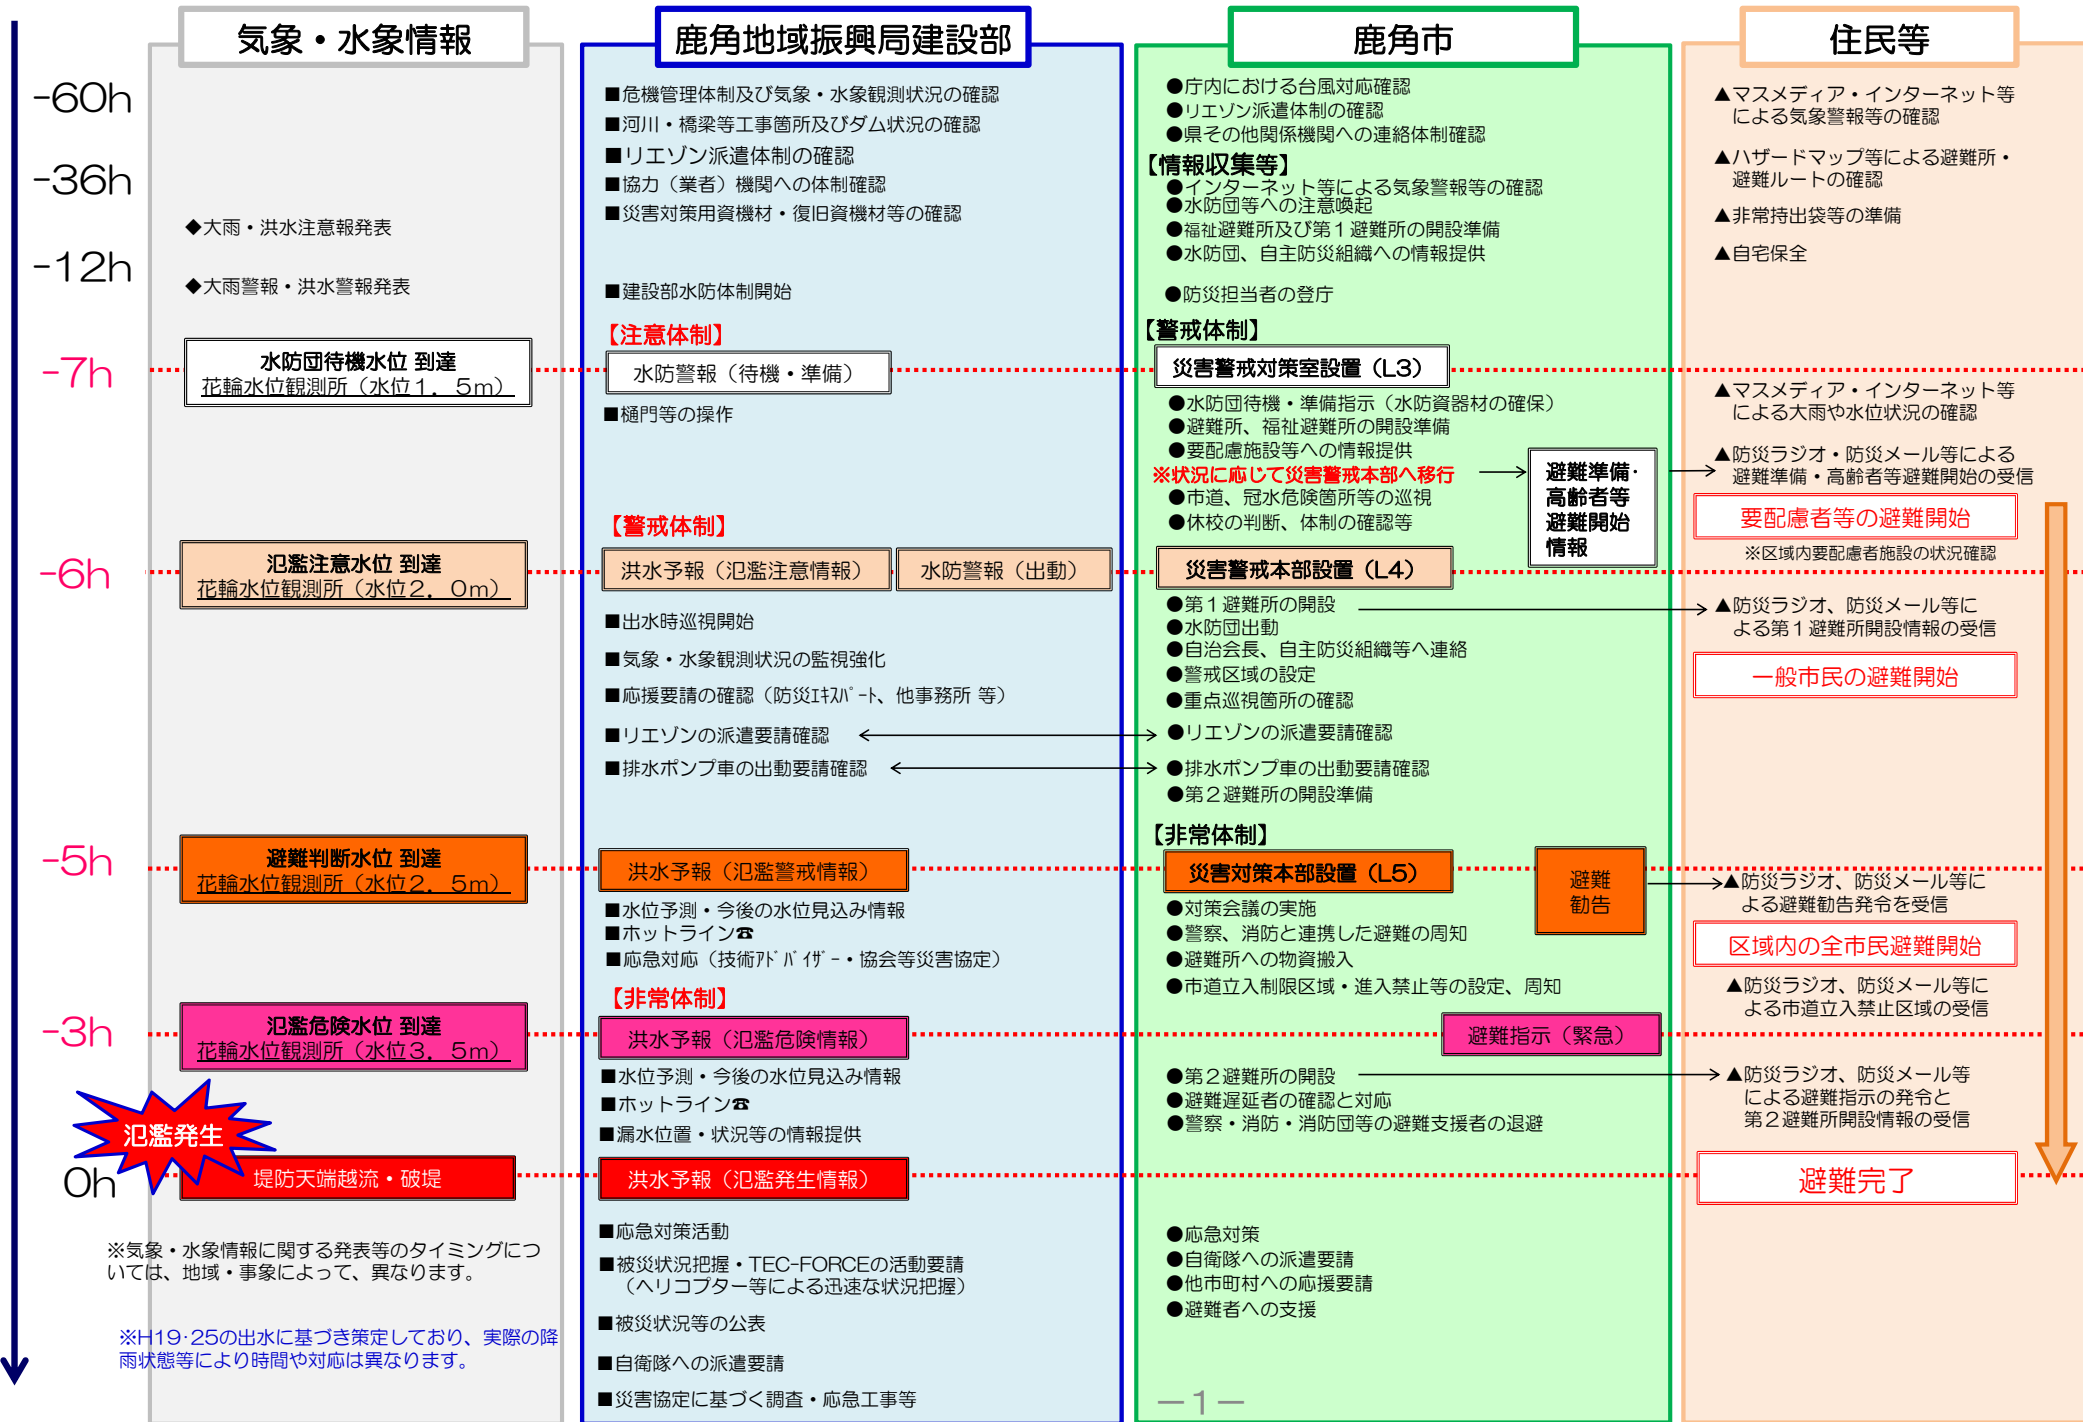 気象・水象情報
鹿角地域振興局建設部
鹿角市
住民等
-60h
-36h
-12h
-7h
-6h
-5h
-3h
0h
◆大雨・洪水注意報発表
◆大雨警報・洪水警報発表
水防団待機水位 到達
花輪水位観測所（水位１．５m）
氾濫注意水位 到達
花輪水位観測所（水位２．０m）
避難判断水位 到達
花輪水位観測所（水位２．５m）
氾濫危険水位 到達
花輪水位観測所（水位３．５m）
氾濫発生
堤防天端越流・破堤
※気象・水象情報に関する発表等のタイミングにつ
いては、地域・事象によって、異なります。
※H19･25の出水に基づき策定しており、実際の降
雨状態等により時間や対応は異なります。
■危機管理体制及び気象・水象観測状況の確認
■河川・橋梁等工事箇所及びダム状況の確認
■リエゾン派遣体制の確認
■協力（業者）機関への体制確認
■災害対策用資機材・復旧資機材等の確認
■建設部水防体制開始
【注意体制】
水防警報（待機・準備）
■樋門等の操作
【警戒体制】
洪水予報（氾濫注意情報）
水防警報（出動）
■出水時巡視開始
■気象・水象観測状況の監視強化
■応援要請の確認（防災ｴｷｽﾊﾟｰﾄ、他事務所 等）
■リエゾンの派遣要請確認
■排水ポンプ車の出動要請確認
洪水予報（氾濫警戒情報）
■水位予測・今後の水位見込み情報
■ホットライン☎
■応急対応（技術ｱﾄﾞﾊﾞｲｻﾞｰ・協会等災害協定）
【非常体制】
洪水予報（氾濫危険情報）
■水位予測・今後の水位見込み情報
■ホットライン☎
■漏水位置・状況等の情報提供
洪水予報（氾濫発生情報）
■応急対策活動
■被災状況把握・TEC-FORCEの活動要請
（ヘリコプター等による迅速な状況把握）
■被災状況等の公表
■自衛隊への派遣要請
■災害協定に基づく調査・応急工事等
●庁内における台風対応確認
●リエゾン派遣体制の確認
●県その他関係機関への連絡体制確認
【情報収集等】
●インターネット等による気象警報等の確認
●水防団等への注意喚起
●福祉避難所及び第１避難所の開設準備
●水防団、自主防災組織への情報提供
●防災担当者の登庁
【警戒体制】
災害警戒対策室設置（L3）
●水防団待機・準備指示（水防資器材の確保）
●避難所、福祉避難所の開設準備
●要配慮施設等への情報提供
※状況に応じて災害警戒本部へ移行
●市道、冠水危険箇所等の巡視
●休校の判断、体制の確認等
避難準備・
高齢者等
避難開始
情報
災害警戒本部設置（L4）
●第１避難所の開設
●水防団出動
●自治会長、自主防災組織等へ連絡
●警戒区域の設定
●重点巡視箇所の確認
●リエゾンの派遣要請確認
●排水ポンプ車の出動要請確認
●第２避難所の開設準備
【非常体制】
災害対策本部設置（L5）
避難
勧告
●対策会議の実施
●警察、消防と連携した避難の周知
●避難所への物資搬入
●市道立入制限区域・進入禁止等の設定、周知
避難指示（緊急）
●第２避難所の開設
●避難遅延者の確認と対応
●警察・消防・消防団等の避難支援者の退避
●応急対策
●自衛隊への派遣要請
●他市町村への応援要請
●避難者への支援
－１－
▲マスメディア・インターネット等
による気象警報等の確認
▲ハザードマップ等による避難所・
避難ルートの確認
▲非常持出袋等の準備
▲自宅保全
▲マスメディア・インターネット等
による大雨や水位状況の確認
▲防災ラジオ・防災メール等による
避難準備・高齢者等避難開始の受信
要配慮者等の避難開始
※区域内要配慮者施設の状況確認
▲防災ラジオ、防災メール等に
よる第１避難所開設情報の受信
一般市民の避難開始
▲防災ラジオ、防災メール等に
よる避難勧告発令を受信
区域内の全市民避難開始
▲防災ラジオ、防災メール等に
よる市道立入禁止区域の受信
▲防災ラジオ、防災メール等
による避難指示の発令と
第２避難所開設情報の受信
避難完了